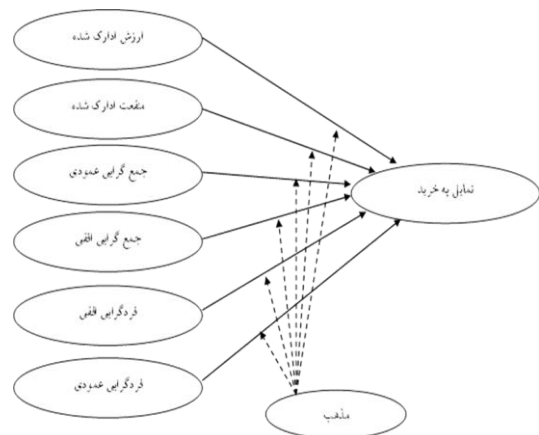 ارزش ادارک شده
منفعت ادارک شده
جمع گرایی عمودی
تمایل به خرید
جمع گرایی افقی
فردگرایی افقی
فردگرایی عمودی
مذهب